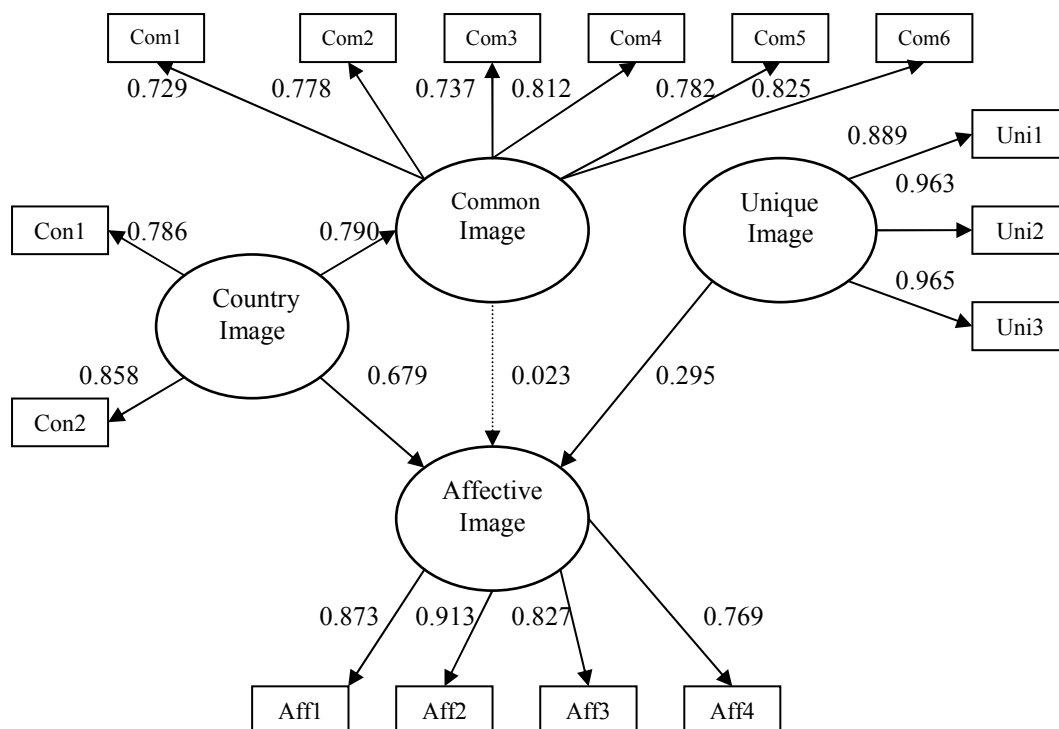 Com1
Com2
Com3
Com4
Com5
Com6
0.729
0.778
0.737
0.812
0.782
0.825
Uni1
0.889
Common
Image
Unique
Image
0.963
Con1
0.786
0.790
Uni2
0.965
Country
Image
Uni3
0.858
0.679
0.023
0.295
Con2
Affective
Image
0.873
0.913
0.827
0.769
Aff1
Aff2
Aff3
Aff4